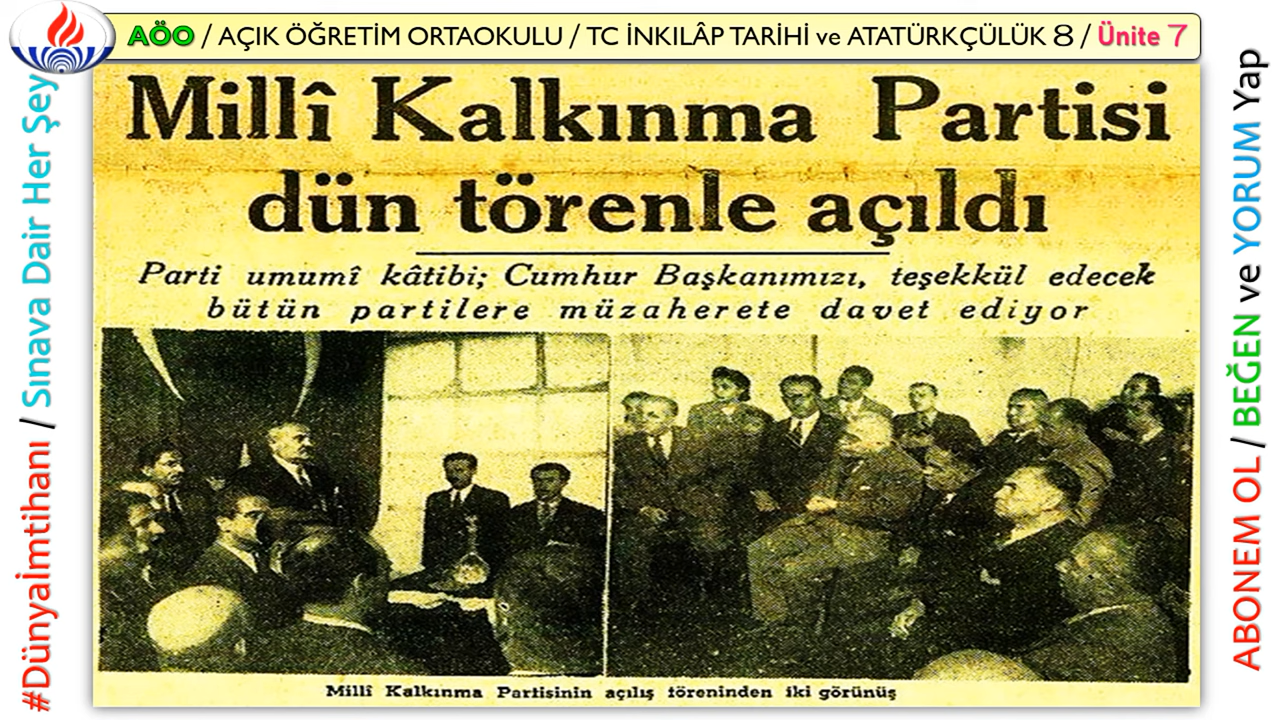 AÖO / AÇIK ÖĞRETİM ORTAOKULU / TC İNKILÂP TARİHİ ve ATATÜRKÇÜLÜK 8 / Ünite 7
#Dünyaİmtihanı / Sınava Dair Her Şey
Millî Kalkınma Partisi
dün törenle açıldı
Parti umumî kâtibi; Cumhur Başkanımızı, teşekkül edecek
bütün partilere müzaherete davet ediyor
Millî Kalkınma Partisinin açılış töreninden iki görünüş
ABONEM OL / BEĞEN ve YORUM Yap